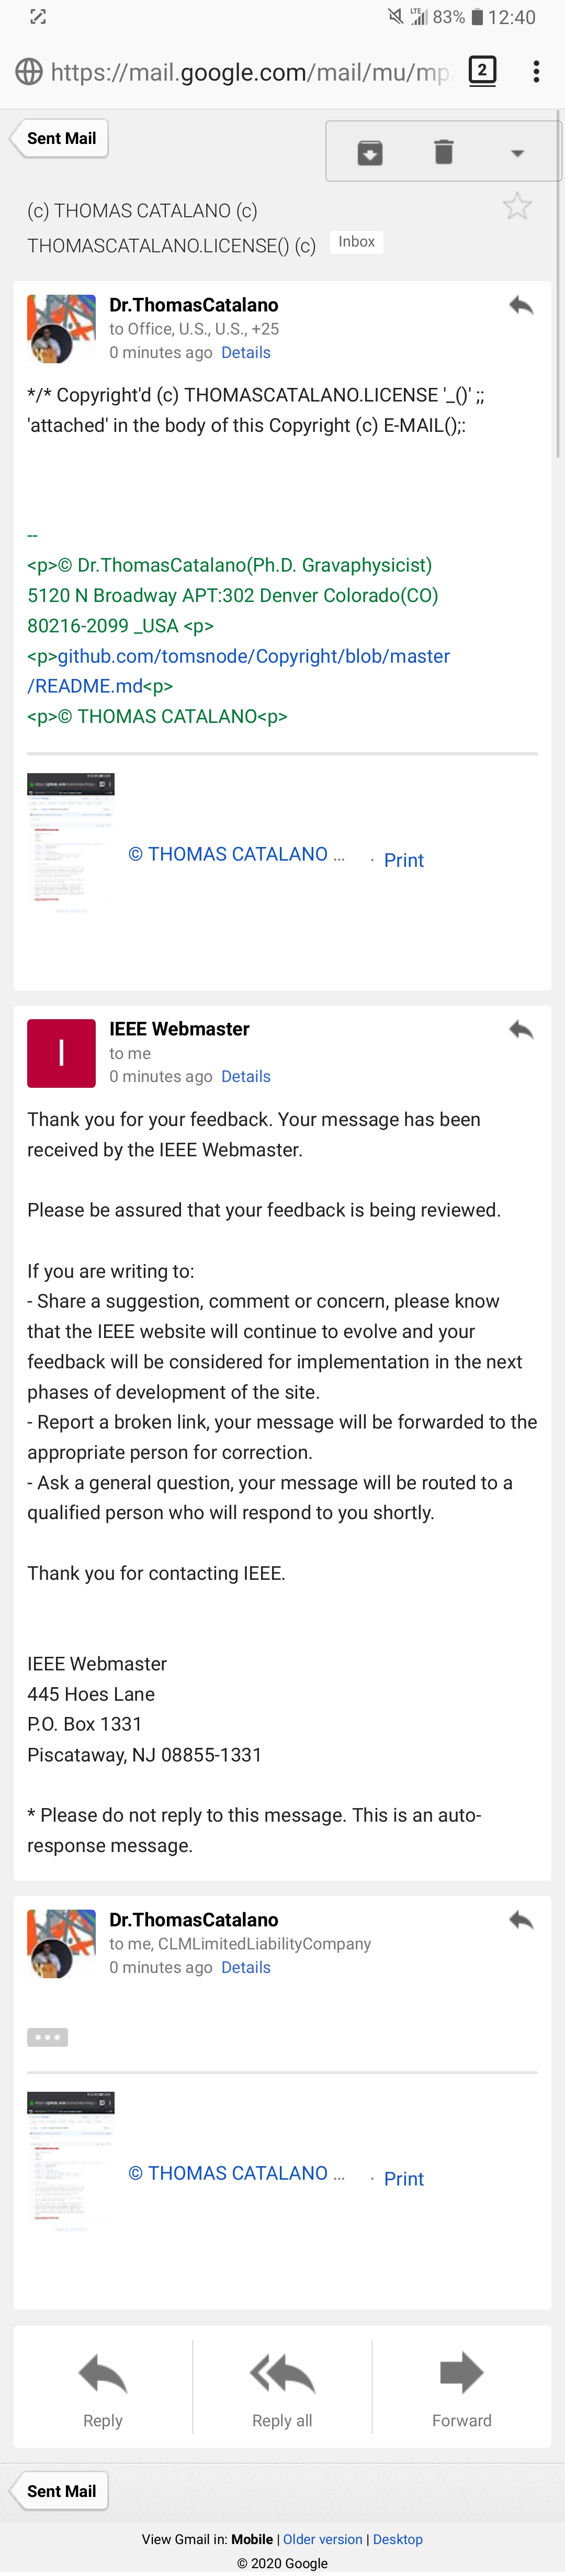 LTE 83% 12:40
https://mail.google.com/mail/mu/mp
2
Sent Mail
(c) THOMAS CATALANO (c)
THOMASCATALANO.LICENSE() (c) Inbox
Dr.ThomasCatalano
to Office, U.S., U.S., +25
0 minutes ago Details
*/* Copyright'd (c) THOMASCATALANO.LICENSE '_()' ;;
'attached' in the body of this Copyright (c) E-MAIL();:
--
<p>© Dr.ThomasCatalano(Ph.D. Gravaphysicist)
5120 N Broadway APT:302 Denver Colorado(CO)
80216-2099 _USA <p>
<p>github.com/tomsnode/Copyright/blob/master
/README.md<p>
<p>© THOMAS CATALANO<p>
© THOMAS CATALANO ... · Print
I
IEEE Webmaster
to me
0 minutes ago Details
Thank you for your feedback. Your message has been
received by the IEEE Webmaster.
Please be assured that your feedback is being reviewed.
If you are writing to:
- Share a suggestion, comment or concern, please know
that the IEEE website will continue to evolve and your
feedback will be considered for implementation in the next
phases of development of the site.
- Report a broken link, your message will be forwarded to the
appropriate person for correction.
- Ask a general question, your message will be routed to a
qualified person who will respond to you shortly.
Thank you for contacting IEEE.
IEEE Webmaster
445 Hoes Lane
P.O. Box 1331
Piscataway, NJ 08855-1331
* Please do not reply to this message. This is an auto-
response message.
Dr.ThomasCatalano
to me, CLMLimitedLiabilityCompany
0 minutes ago Details
© THOMAS CATALANO ... · Print
Reply Reply all Forward
Sent Mail
View Gmail in: Mobile | Older version | Desktop
© 2020 Google